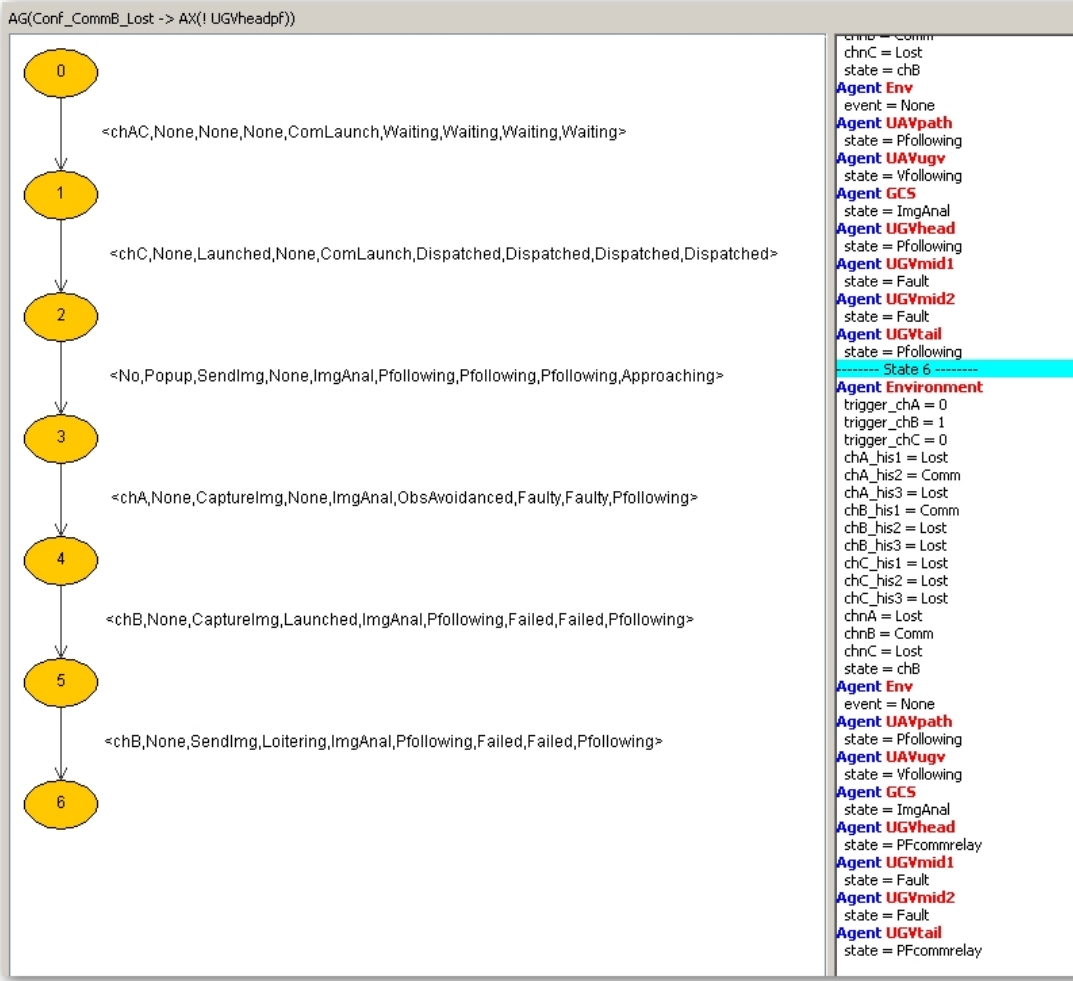 AG(Conf_CommB_Lost -> AX(! UGVheadpf))
0
<chAC,None,None,None,ComLaunch,Waiting,Waiting,Waiting,Waiting>
1
<chC,None,Launched,None,ComLaunch,Dispatched,Dispatched,Dispatched,Dispatched>
2
<No,Popup,SendImg,None,ImgAnal,Pfollowing,Pfollowing,Pfollowing,Approaching>
3
<chA,None,CaptureImg,None,ImgAnal,ObsAvoidanced,Faulty,Faulty,Pfollowing>
4
<chB,None,CaptureImg,Launched,ImgAnal,Pfollowing,Failed,Failed,Pfollowing>
5
<chB,None,SendImg,Loitering,ImgAnal,Pfollowing,Failed,Failed,Pfollowing>
6
chnB = Comm
chnC = Lost
state = chB
Agent Env
event = None
Agent UAVpath
state = Pfollowing
Agent UAVugv
state = Vfollowing
Agent GCS
state = ImgAnal
Agent UGVhead
state = Pfollowing
Agent UGVmid1
state = Fault
Agent UGVmid2
state = Fault
Agent UGVtail
state = Pfollowing
-------- State 6 --------
Agent Environment
trigger_chA = 0
trigger_chB = 1
trigger_chC = 0
chA_his1 = Lost
chA_his2 = Comm
chA_his3 = Lost
chB_his1 = Comm
chB_his2 = Lost
chB_his3 = Lost
chC_his1 = Lost
chC_his2 = Lost
chC_his3 = Lost
chnA = Lost
chnB = Comm
chnC = Lost
state = chB
Agent Env
event = None
Agent UAVpath
state = Pfollowing
Agent UAVugv
state = Vfollowing
Agent GCS
state = ImgAnal
Agent UGVhead
state = PFcommrelay
Agent UGVmid1
state = Fault
Agent UGVmid2
state = Fault
Agent UGVtail
state = PFcommrelay